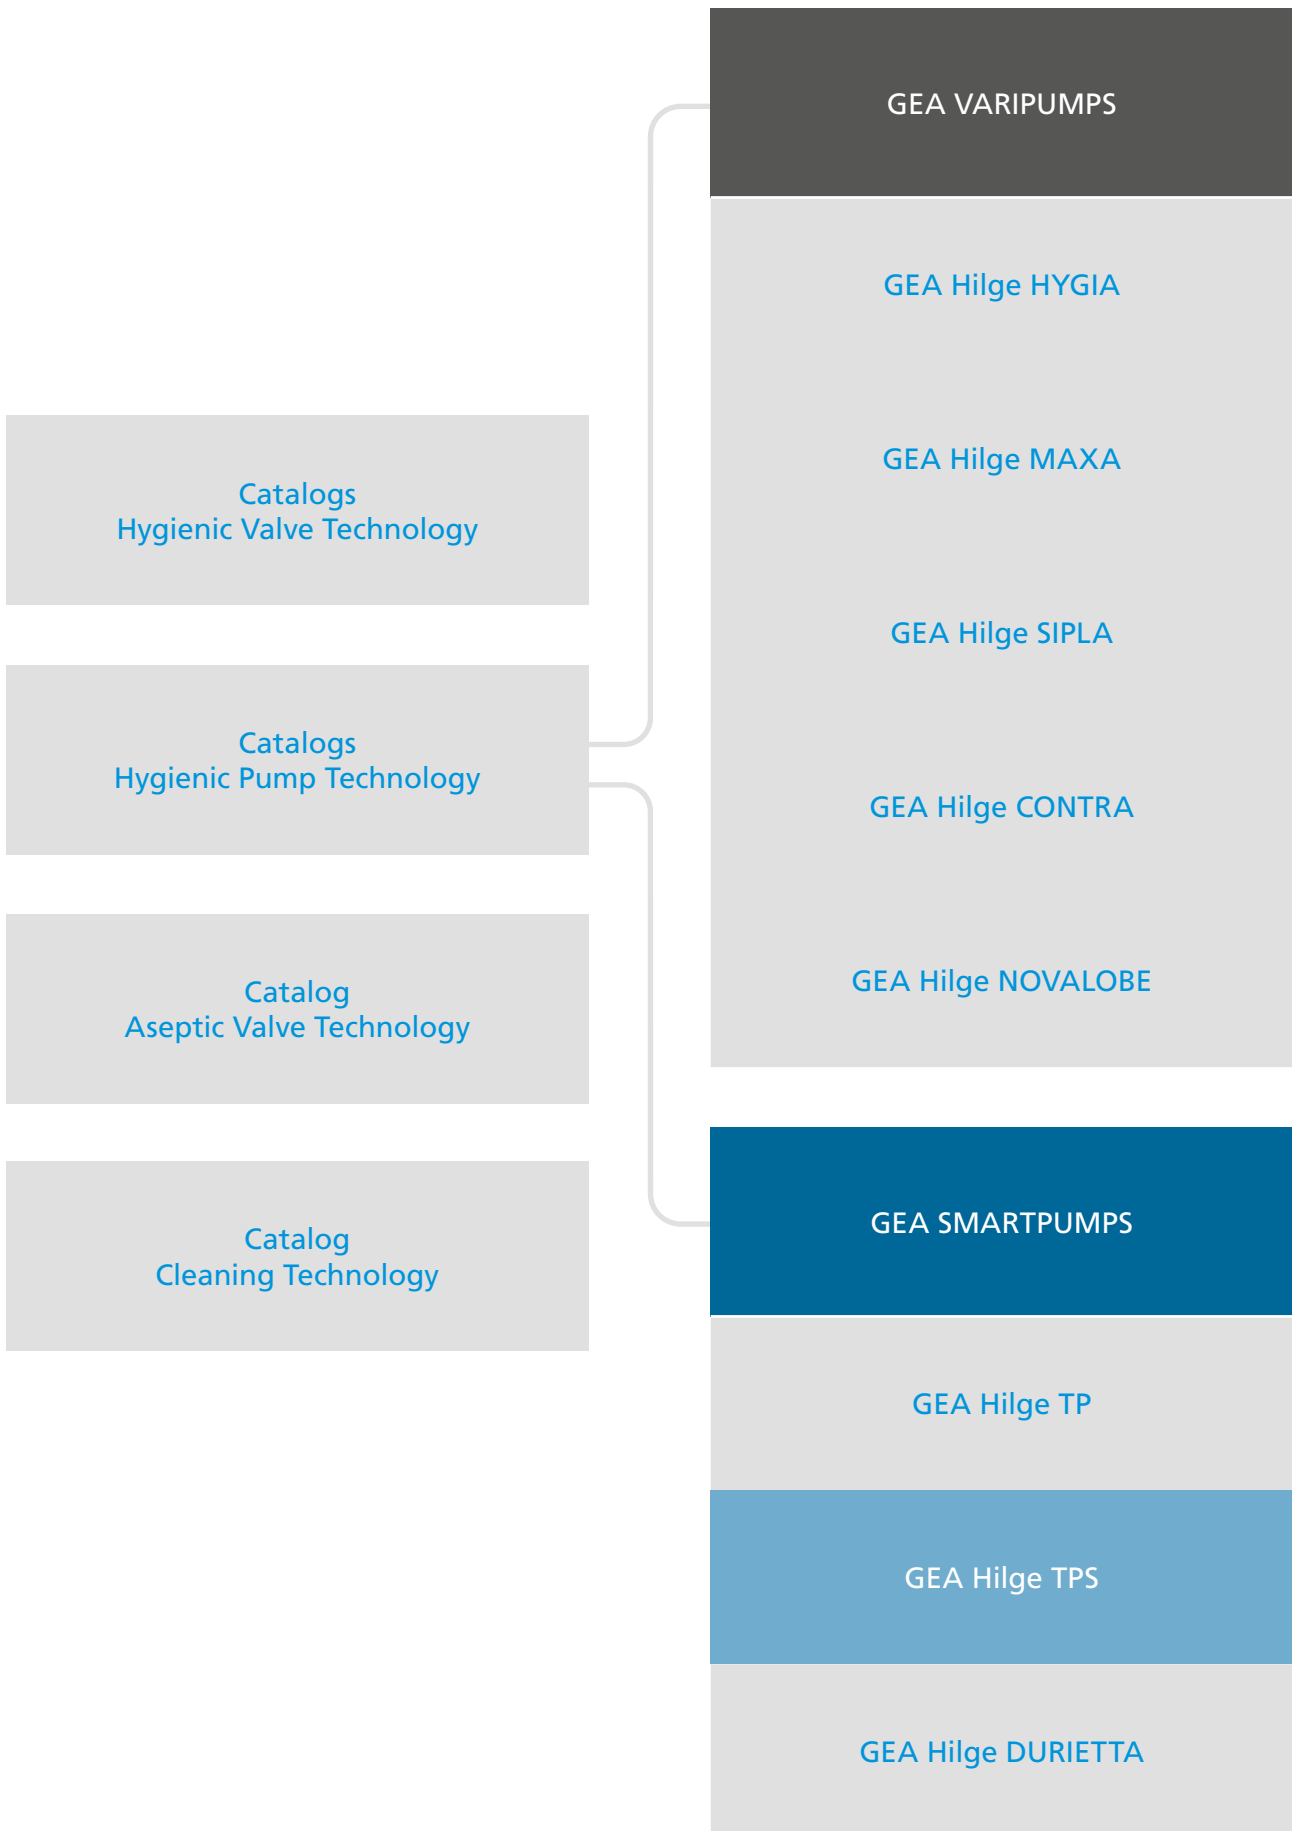 Catalogs
Hygienic Valve Technology
Catalogs
Hygienic Pump Technology
Catalog
Aseptic Valve Technology
Catalog
Cleaning Technology
GEA VARIPUMPS
GEA Hilge HYGIA
GEA Hilge MAXA
GEA Hilge SIPLA
GEA Hilge CONTRA
GEA Hilge NOVALOBE
GEA SMARTPUMPS
GEA Hilge TP
GEA Hilge TPS
GEA Hilge DURIETTA